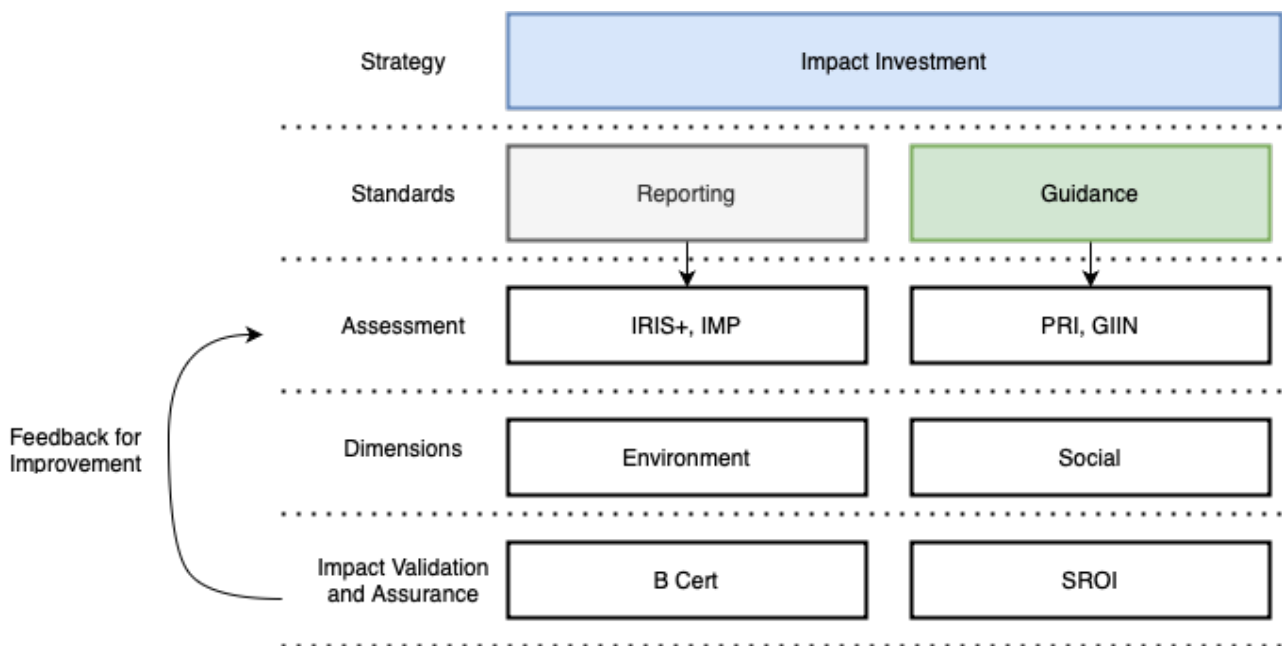 Strategy
Impact Investment
Standards
Reporting
Guidance
Assessment
IRIS+, IMP
PRI, GIIN
Feedback for
Improvement
Dimensions
Environment
Social
Impact Validation
and Assurance
B Cert
SROI